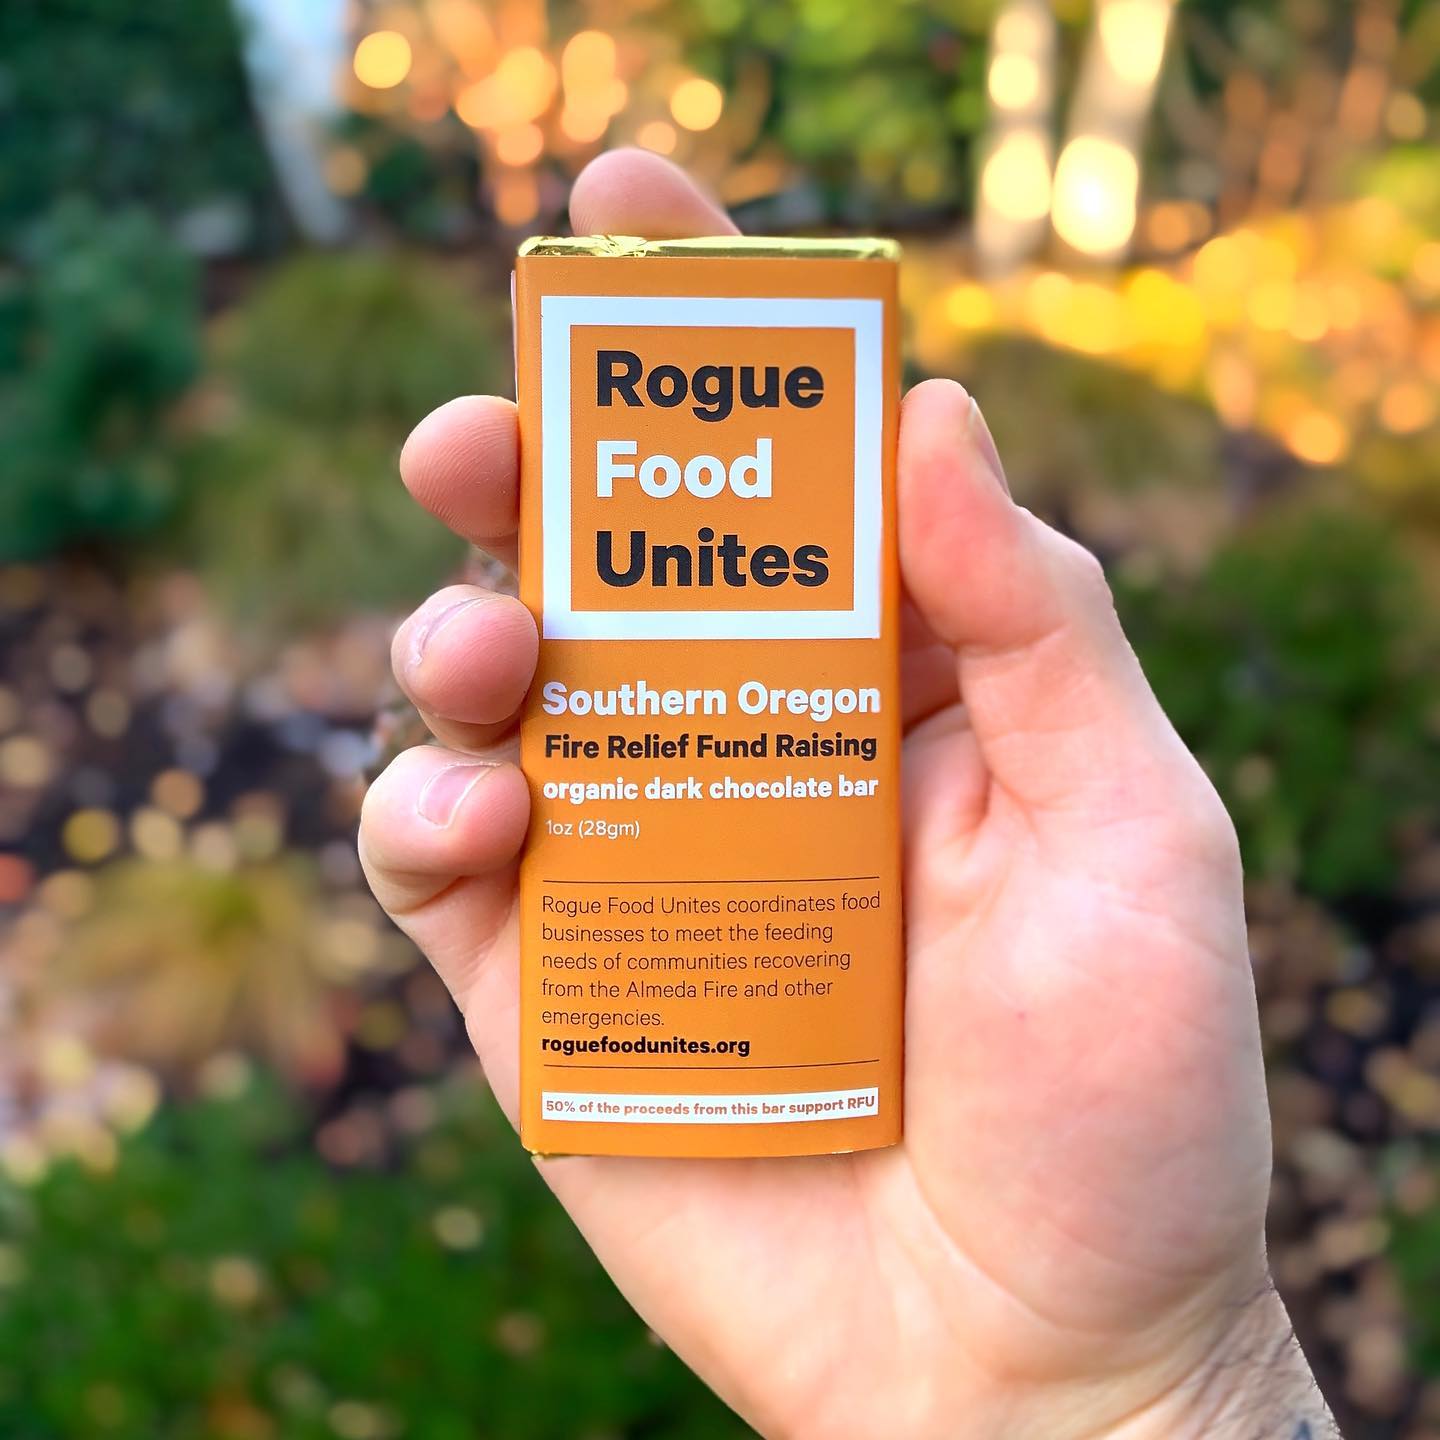 Rogue
Food
Unites
Southern Oregon
Fire Relief Fund Raising
organic dark chocolate bar
1oz (28gm)
Rogue Food Unites coordinates food
businesses to meet the feeding
needs of communities recovering
from the Almeda Fire and other
emergencies.
roguefoodunites.org
50% of the proceeds from this bar support RFU